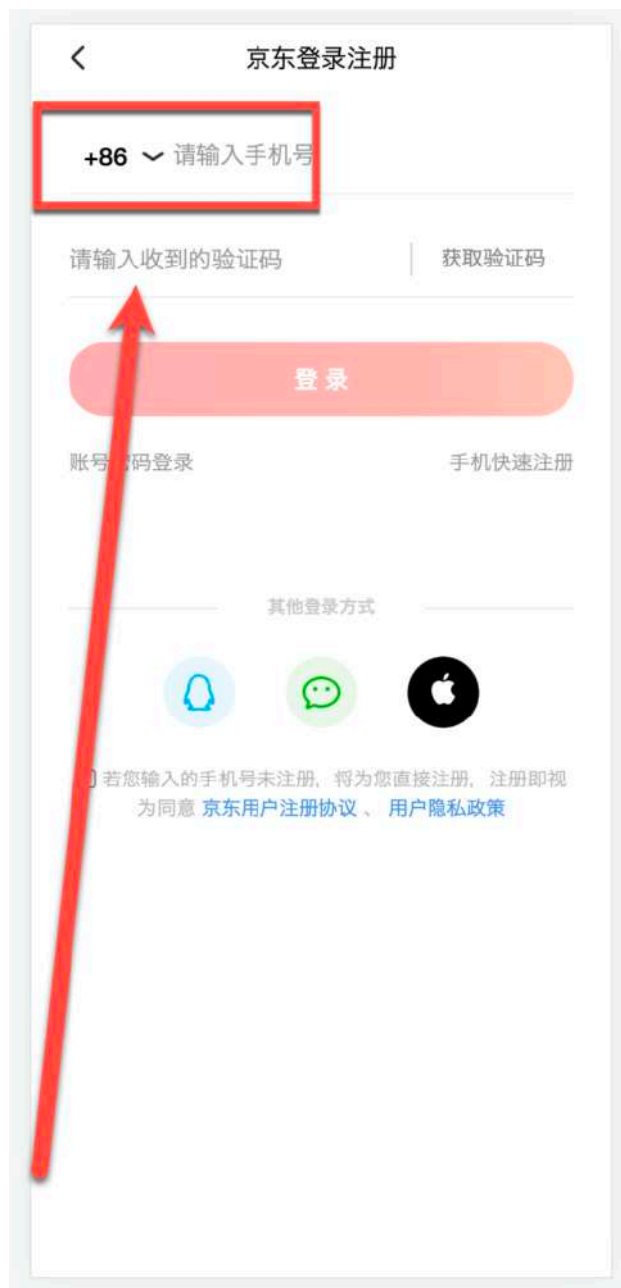 京东登录注册
+86 请输入手机号
请输入收到的验证码 获取验证码
登录
账号 码登录 手机快速注册
其他登录方式
若您输入的手机号未注册，将为您直接注册，注册即视
为同意 京东用户注册协议 、 用户隐私政策